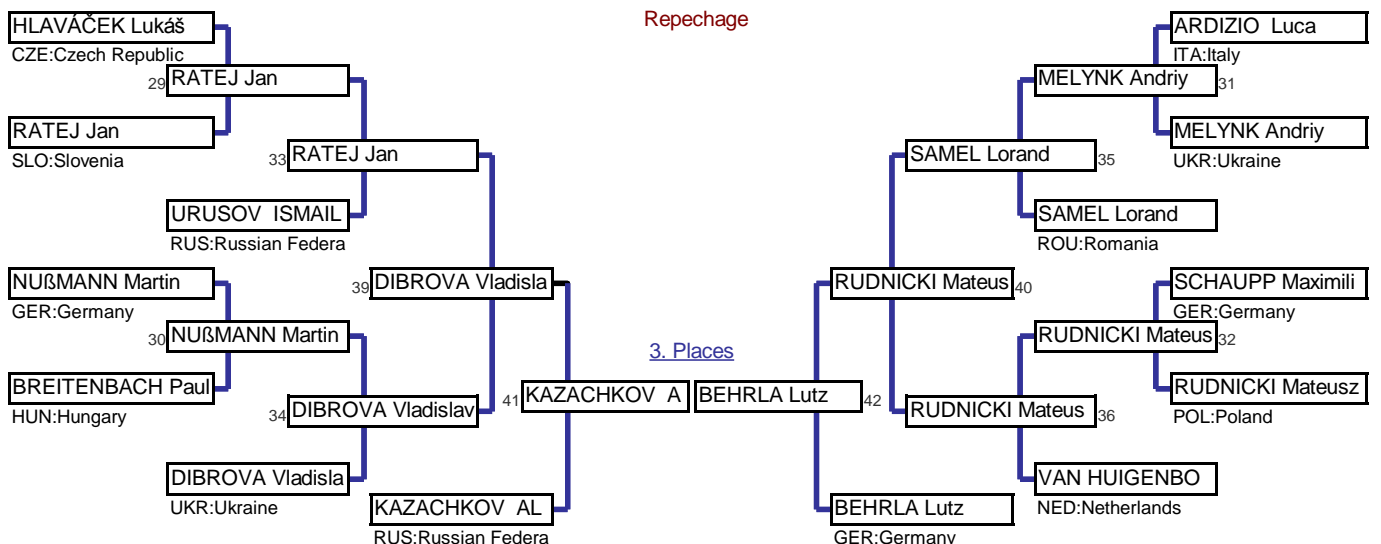 Repechage
HLAVÁČEK Lukáš
CZE:Czech Republic
29 RATEJ Jan
RATEJ Jan
SLO:Slovenia
33 RATEJ Jan
URUSOV ISMAIL
RUS:Russian Federa
NUßMANN Martin
GER:Germany
39 DIBROVA Vladisla
30 NUßMANN Martin
BREITENBACH Paul
HUN:Hungary
34 DIBROVA Vladislav
DIBROVA Vladisla
UKR:Ukraine
3. Places
41 KAZACHKOV A
KAZACHKOV AL
RUS:Russian Federa
ARDIZIO Luca
ITA:Italy
MELYNK Andriy 31
MELYNK Andriy
UKR:Ukraine
SAMEL Lorand 35
SAMEL Lorand
ROU:Romania
RUDNICKI Mateus 40
SCHAUPP Maximili
GER:Germany
RUDNICKI Mateus 32
RUDNICKI Mateusz
POL:Poland
BEHRLA Lutz 42
RUDNICKI Mateus 36
VAN HUIGENBO
NED:Netherlands
BEHRLA Lutz
GER:Germany